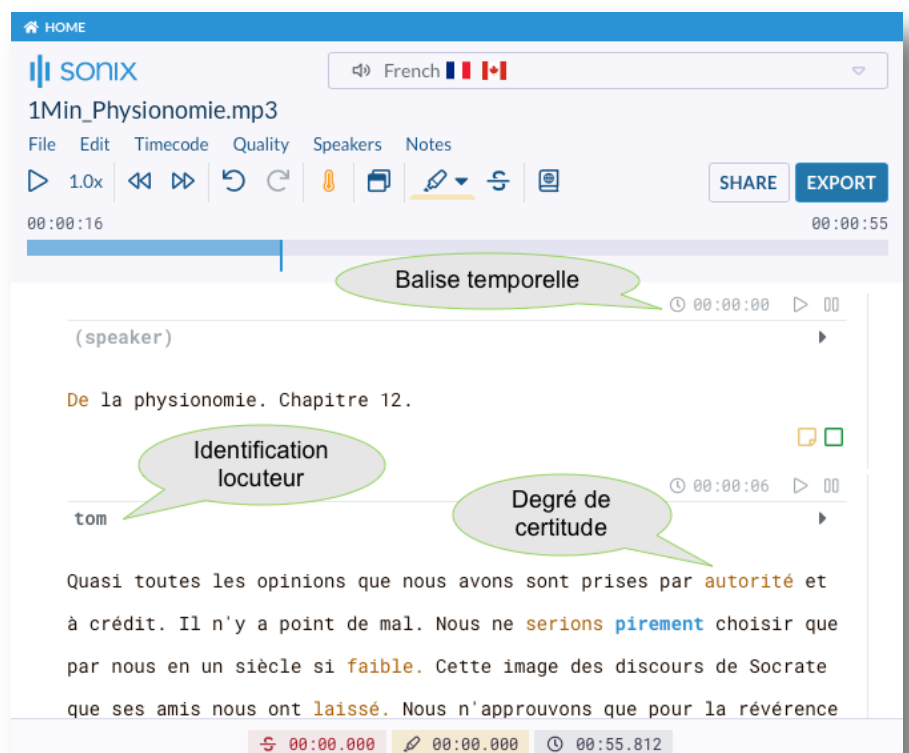 HOME
sonix
French
1Min_Physionomie.mp3
File Edit Timecode Quality Speakers Notes
1.0x
SHARE EXPORT
00:00:16 00:00:55
Balise temporelle
00:00:00
(speaker)
De la physionomie. Chapitre 12.
Identification
locuteur
00:00:06
Degré de
certitude
tom
Quasi toutes les opinions que nous avons sont prises par autorité et
à crédit. Il n'y a point de mal. Nous ne serions pirement choisir que
par nous en un siècle si faible. Cette image des discours de Socrate
que ses amis nous ont laissé. Nous n'approuvons que pour la révérence
S 00:00.000 00:00.000 00:55.812